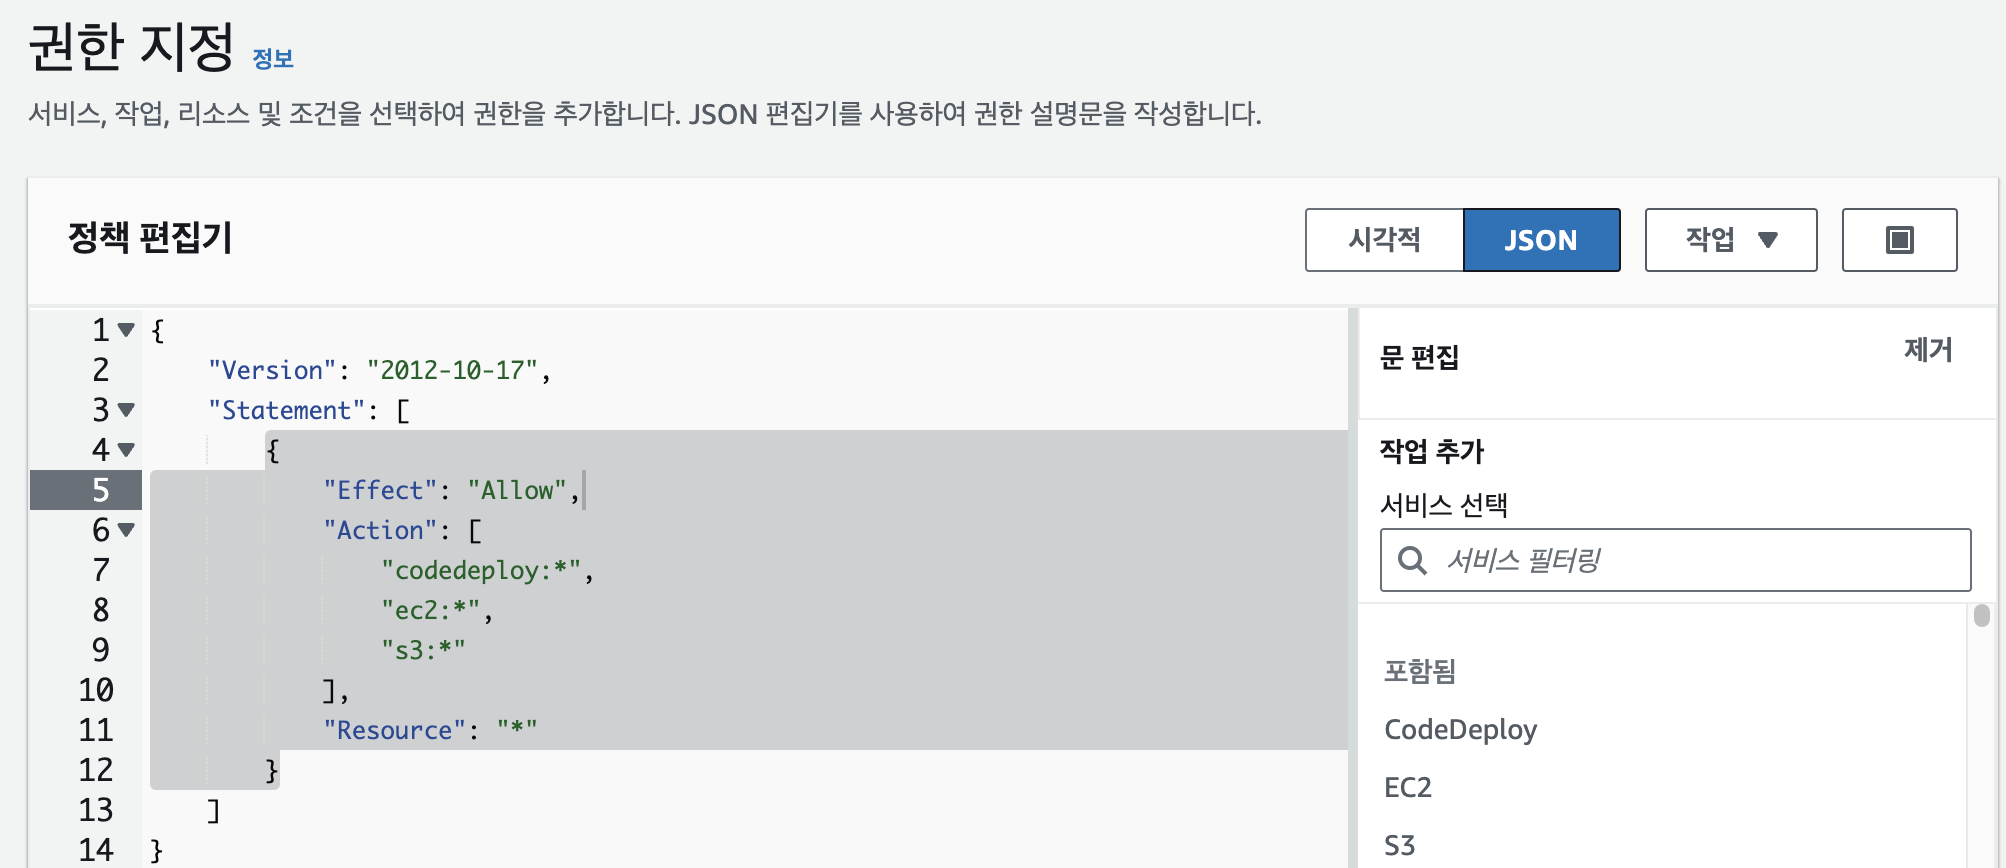 권한 지정 정보
서비스, 작업, 리소스 및 조건을 선택하여 권한을 추가합니다. JSON 편집기를 사용하여 권한 설명문을 작성합니다.
정책 편집기
시각적
JSON
작업
1 {
2 "Version": "2012-10-17",
3 "Statement": [
4 {
5 "Effect": "Allow",
6 "Action": [
7 "codedeploy:*",
8 "ec2:*",
9 "s3:*"
10 ],
11 "Resource": "*"
12 }
13 ]
14 }
문 편집
제거
작업 추가
서비스 선택
서비스 필터링
포함됨
CodeDeploy
EC2
S3